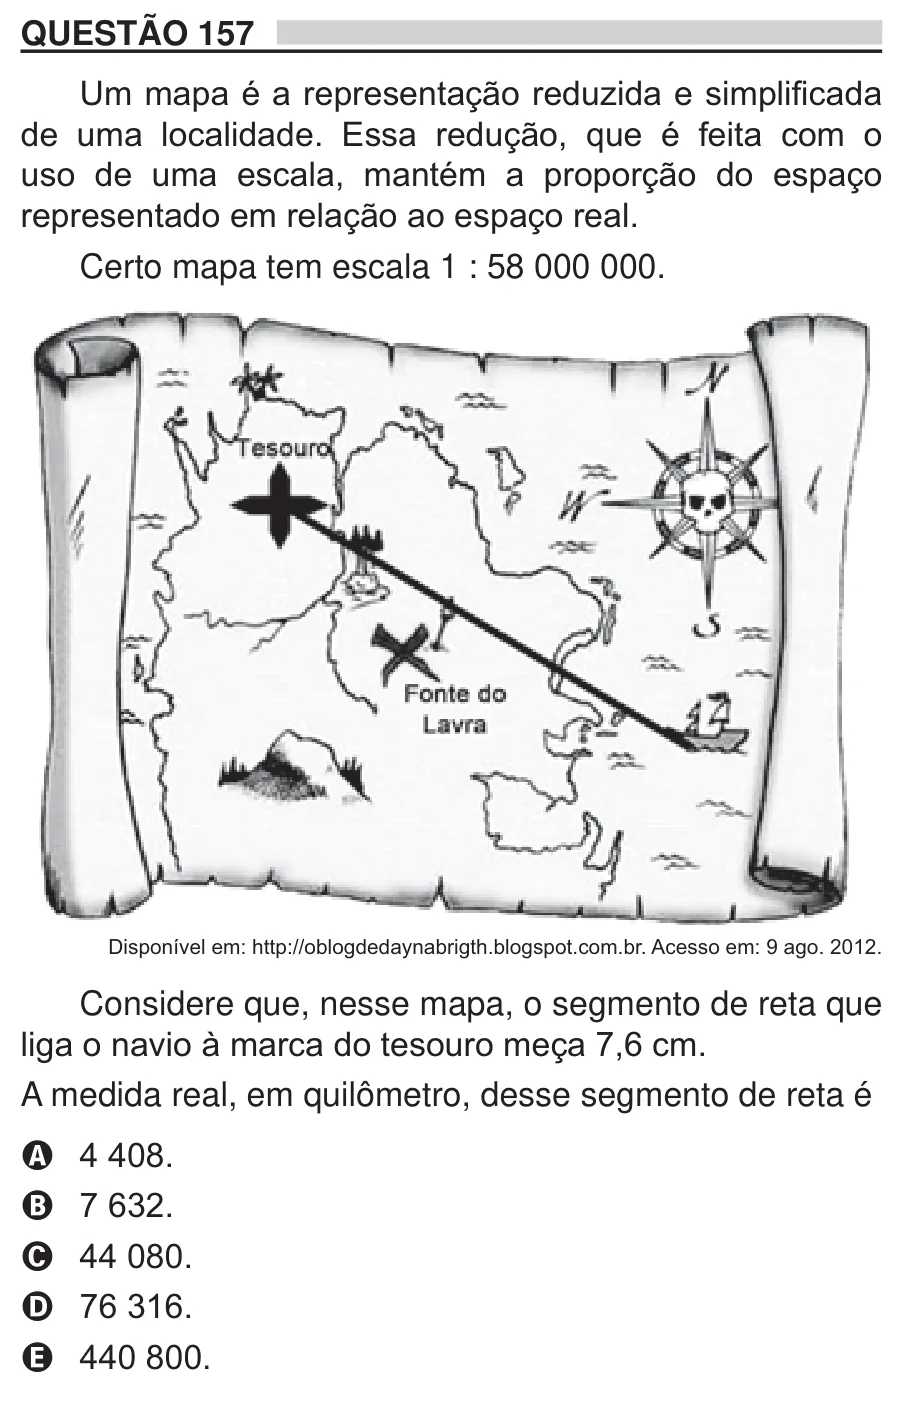 QUESTÃO 157
Um mapa é a representação reduzida e simplificada
de uma localidade. Essa redução, que é feita com o
uso de uma escala, mantém a proporção do espaço
representado em relação ao espaço real.
Certo mapa tem escala 1 : 58 000 000.
N
Tesouro
W
S
Fonte do
Lavra
Disponível em: http://oblogdedaynabrigth.blogspot.com.br. Acesso em: 9 ago. 2012.
Considere que, nesse mapa, o segmento de reta que
liga o navio à marca do tesouro meça 7,6 cm.
A medida real, em quilômetro, desse segmento de reta é
A 4 408.
B 7 632.
C 44 080.
D 76 316.
E 440 800.